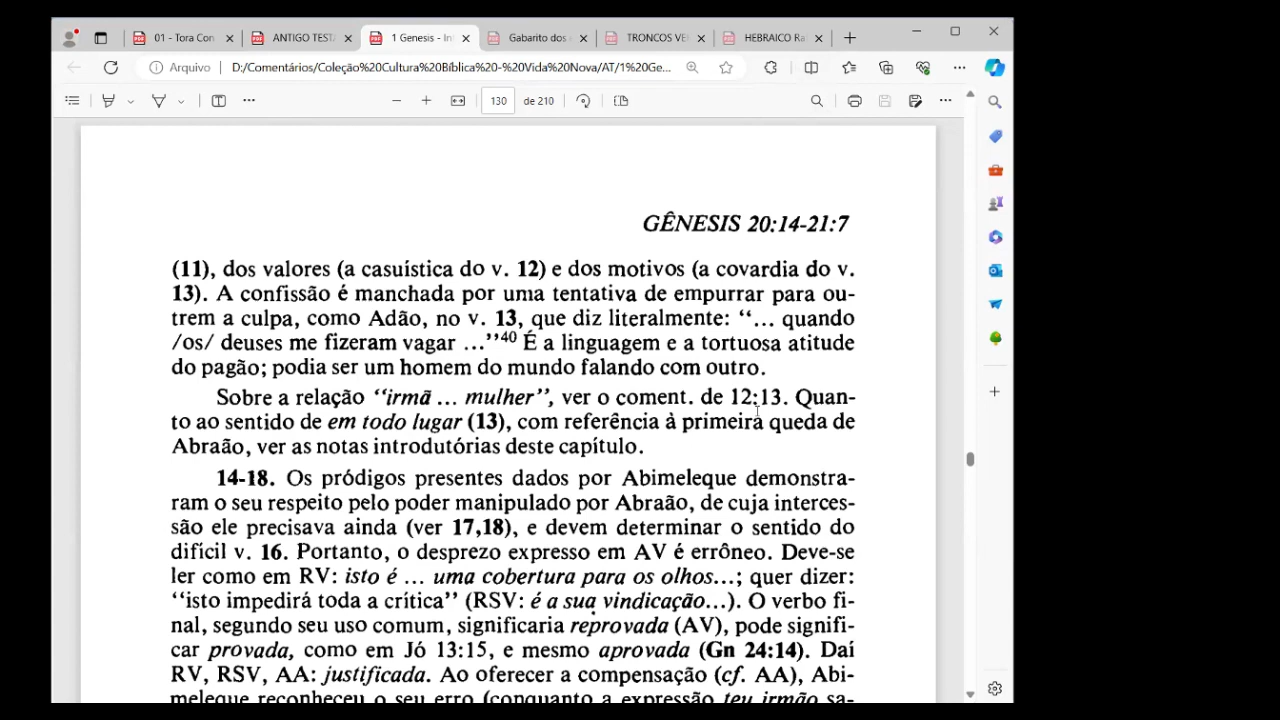 01 - Tora Con
ANTIGO TEST
1 Genesis - In
Gabarito dos
TRONCOS VE
HEBRAICO Ra
Arquivo
D:/Comentários/Coleção%20Cultura%20Bíblica%20-%20Vida%20Nova/AT/1%20Ge...
130 de 210
GÊNESIS 20:14-21:7
(11), dos valores (a casuística do v. 12) e dos motivos (a covardia do v.
13). A confissão é manchada por uma tentativa de empurrar para ou-
trem a culpa, como Adão, no v. 13, que diz literalmente: “... quando
/os/ deuses me fizeram vagar ...”⁴⁰ É a linguagem e a tortuosa atitude
do pagão; podia ser um homem do mundo falando com outro.
Sobre a relação “irmã ... mulher”, ver o coment. de 12:13. Quan-
to ao sentido de em todo lugar (13), com referência à primeira queda de
Abraão, ver as notas introdutórias deste capítulo.
14-18. Os pródigos presentes dados por Abimeleque demonstra-
ram o seu respeito pelo poder manipulado por Abraão, de cuja interces-
são ele precisava ainda (ver 17,18), e devem determinar o sentido do
difícil v. 16. Portanto, o desprezo expresso em AV é errôneo. Deve-se
ler como em RV: isto é ... uma cobertura para os olhos...; quer dizer:
“isto impedirá toda a crítica” (RSV: é a sua vindicação...). O verbo fi-
nal, segundo seu uso comum, significaria reprovada (AV), pode signifi-
car provada, como em Jó 13:15, e mesmo aprovada (Gn 24:14). Daí
RV, RSV, AA: justificada. Ao oferecer a compensação (cf. AA), Abi-
meleque reconheceu o seu erro (conquanto a expressão teu irmão sa-